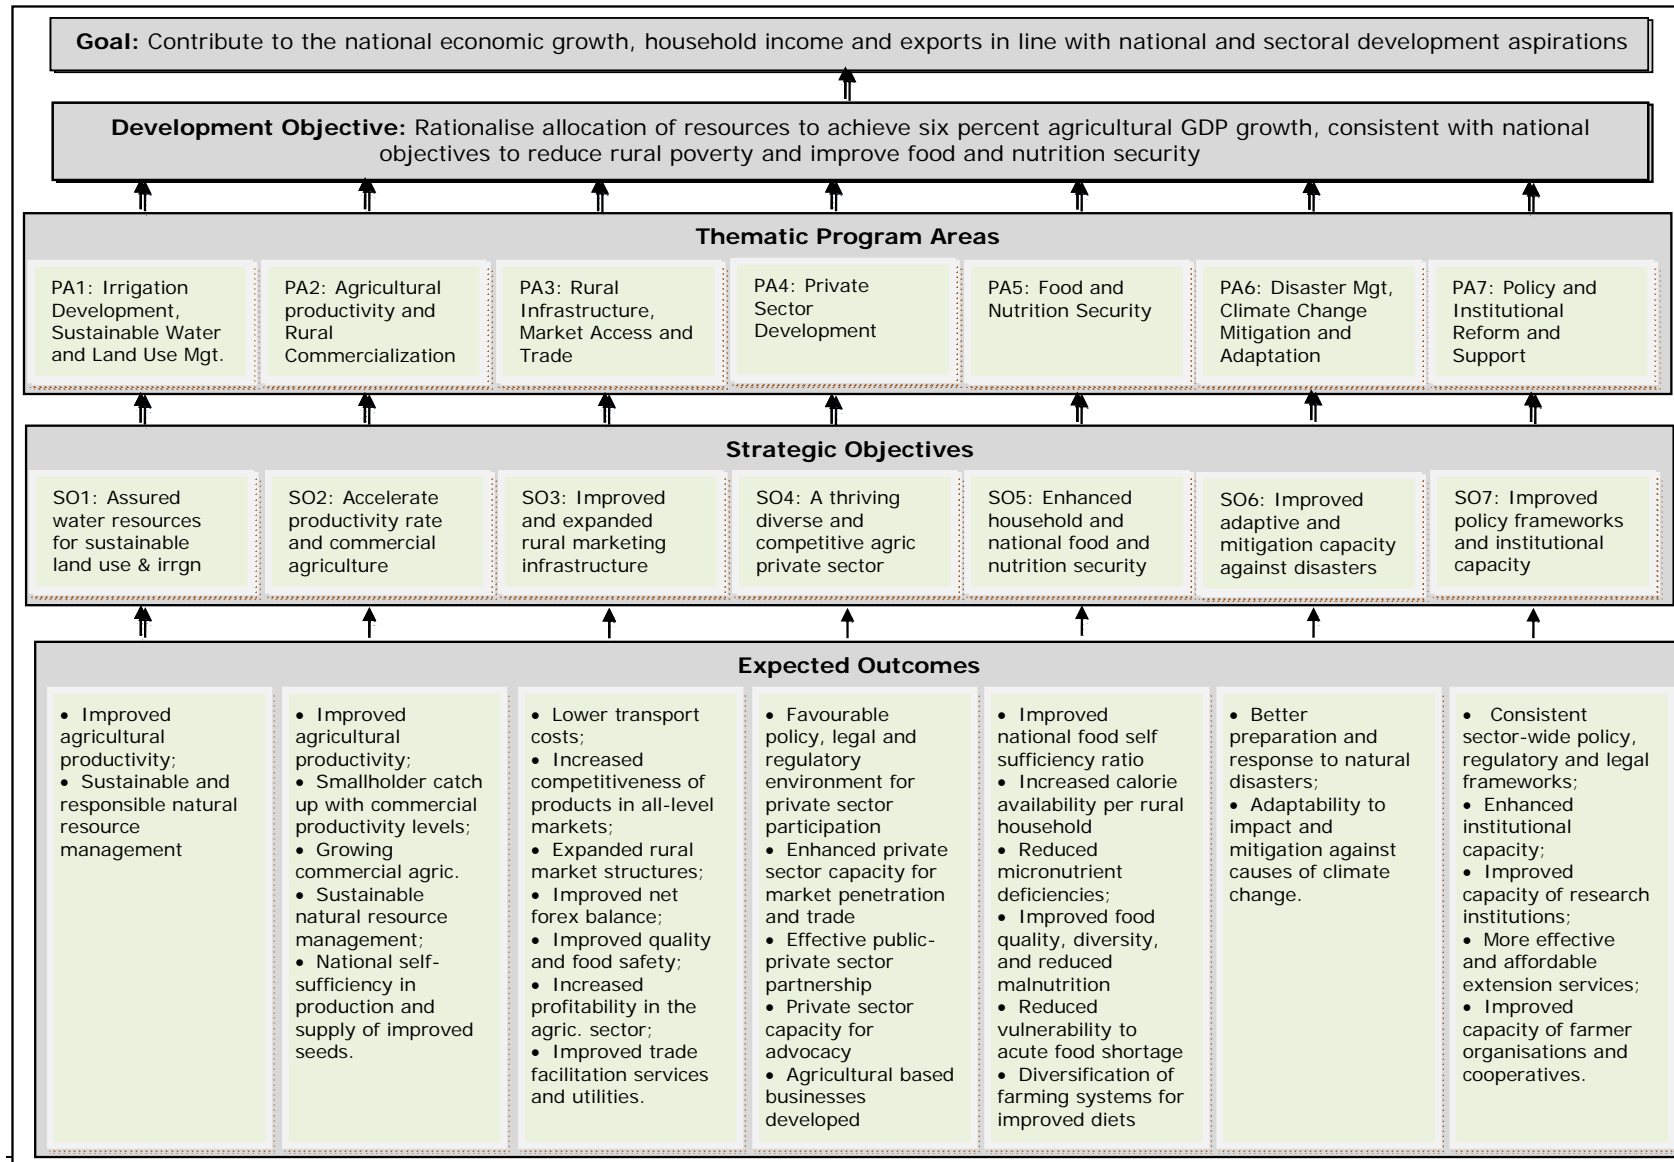 Goal: Contribute to the national economic growth, household income and exports in line with national and sectoral development aspirations
Development Objective: Rationalise allocation of resources to achieve six percent agricultural GDP growth, consistent with national
objectives to reduce rural poverty and improve food and nutrition security
Thematic Program Areas
PA1: Irrigation
Development,
Sustainable Water
and Land Use Mgt.
PA2: Agricultural
productivity and
Rural
Commercialization
PA3: Rural
Infrastructure,
Market Access and
Trade
PA4: Private
Sector
Development
PA5: Food and
Nutrition Security
PA6: Disaster Mgt,
Climate Change
Mitigation and
Adaptation
PA7: Policy and
Institutional
Reform and
Support
Strategic Objectives
SO1: Assured
water resources
for sustainable
land use & irrgn
SO2: Accelerate
productivity rate
and commercial
agriculture
SO3: Improved
and expanded
rural marketing
infrastructure
SO4: A thriving
diverse and
competitive agric
private sector
SO5: Enhanced
household and
national food and
nutrition security
SO6: Improved
adaptive and
mitigation capacity
against disasters
SO7: Improved
policy frameworks
and institutional
capacity
Expected Outcomes
• Improved
agricultural
productivity;
• Sustainable and
responsible natural
resource
management
• Improved
agricultural
productivity;
• Smallholder catch
up with commercial
productivity levels;
• Growing
commercial agric.
• Sustainable
natural resource
management;
• National self-
sufficiency in
production and
supply of improved
seeds.
• Lower transport
costs;
• Increased
competitiveness of
products in all-level
markets;
• Expanded rural
market structures;
• Improved net
forex balance;
• Improved quality
and food safety;
• Increased
profitability in the
agric. sector;
• Improved trade
facilitation services
and utilities.
• Favourable
policy, legal and
regulatory
environment for
private sector
participation
• Enhanced private
sector capacity for
market penetration
and trade
• Effective public-
private sector
partnership
• Private sector
capacity for
advocacy
• Agricultural based
businesses
developed
• Improved
national food self
sufficiency ratio
• Increased calorie
availability per rural
household
• Reduced
micronutrient
deficiencies;
• Improved food
quality, diversity,
and reduced
malnutrition
• Reduced
vulnerability to
acute food shortage
• Diversification of
farming systems for
improved diets
• Better
preparation and
response to natural
disasters;
• Adaptability to
impact and
mitigation against
causes of climate
change.
• Consistent
sector-wide policy,
regulatory and legal
frameworks;
• Enhanced
institutional
capacity;
• Improved
capacity of research
institutions;
• More effective
and affordable
extension services;
• Improved
capacity of farmer
organisations and
cooperatives.